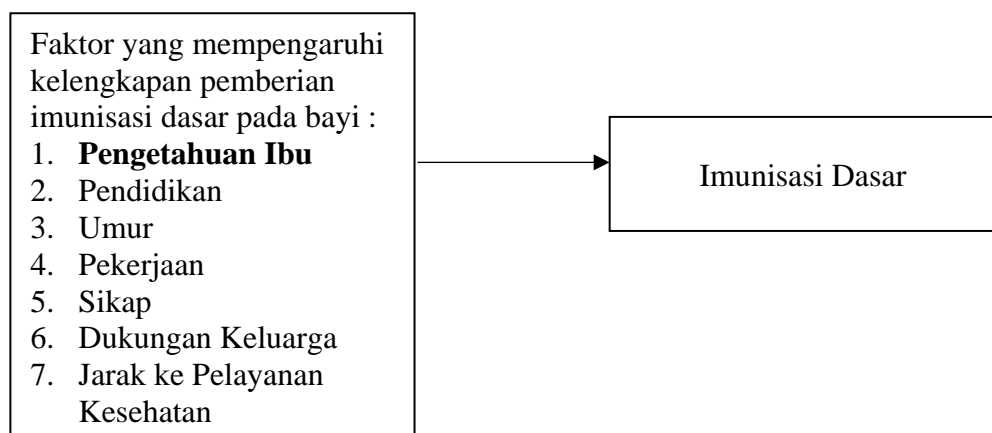 Faktor yang mempengaruhi
kelengkapan pemberian
imunisasi dasar pada bayi :
1. Pengetahuan Ibu
2. Pendidikan
3. Umur
4. Pekerjaan
5. Sikap
6. Dukungan Keluarga
7. Jarak ke Pelayanan
Kesehatan
Imunisasi Dasar